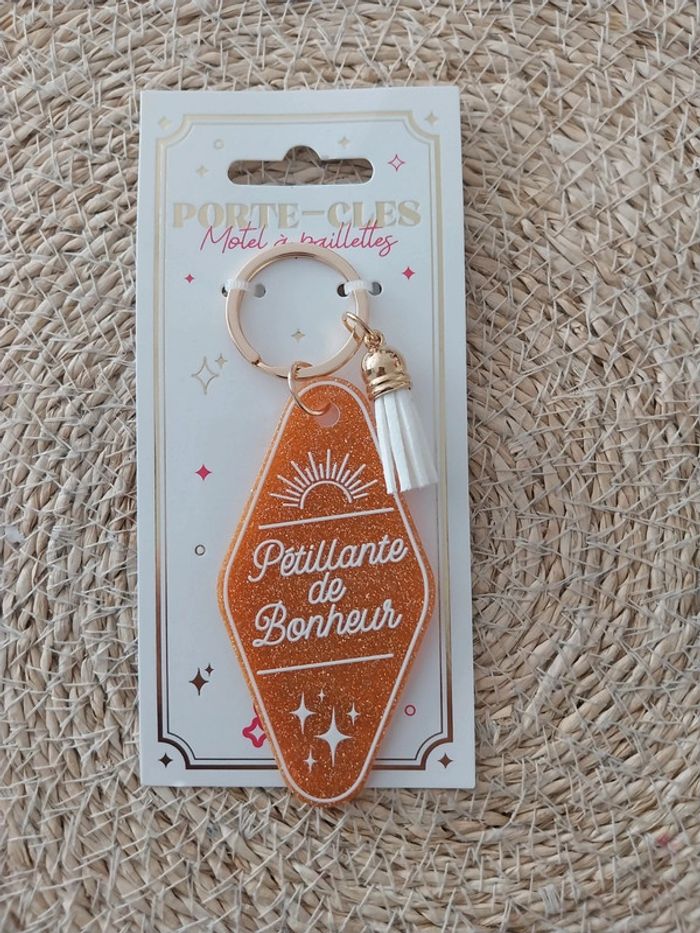 PORTE-CLES
Motel à paillettes
Pétillante
de
Bonheur